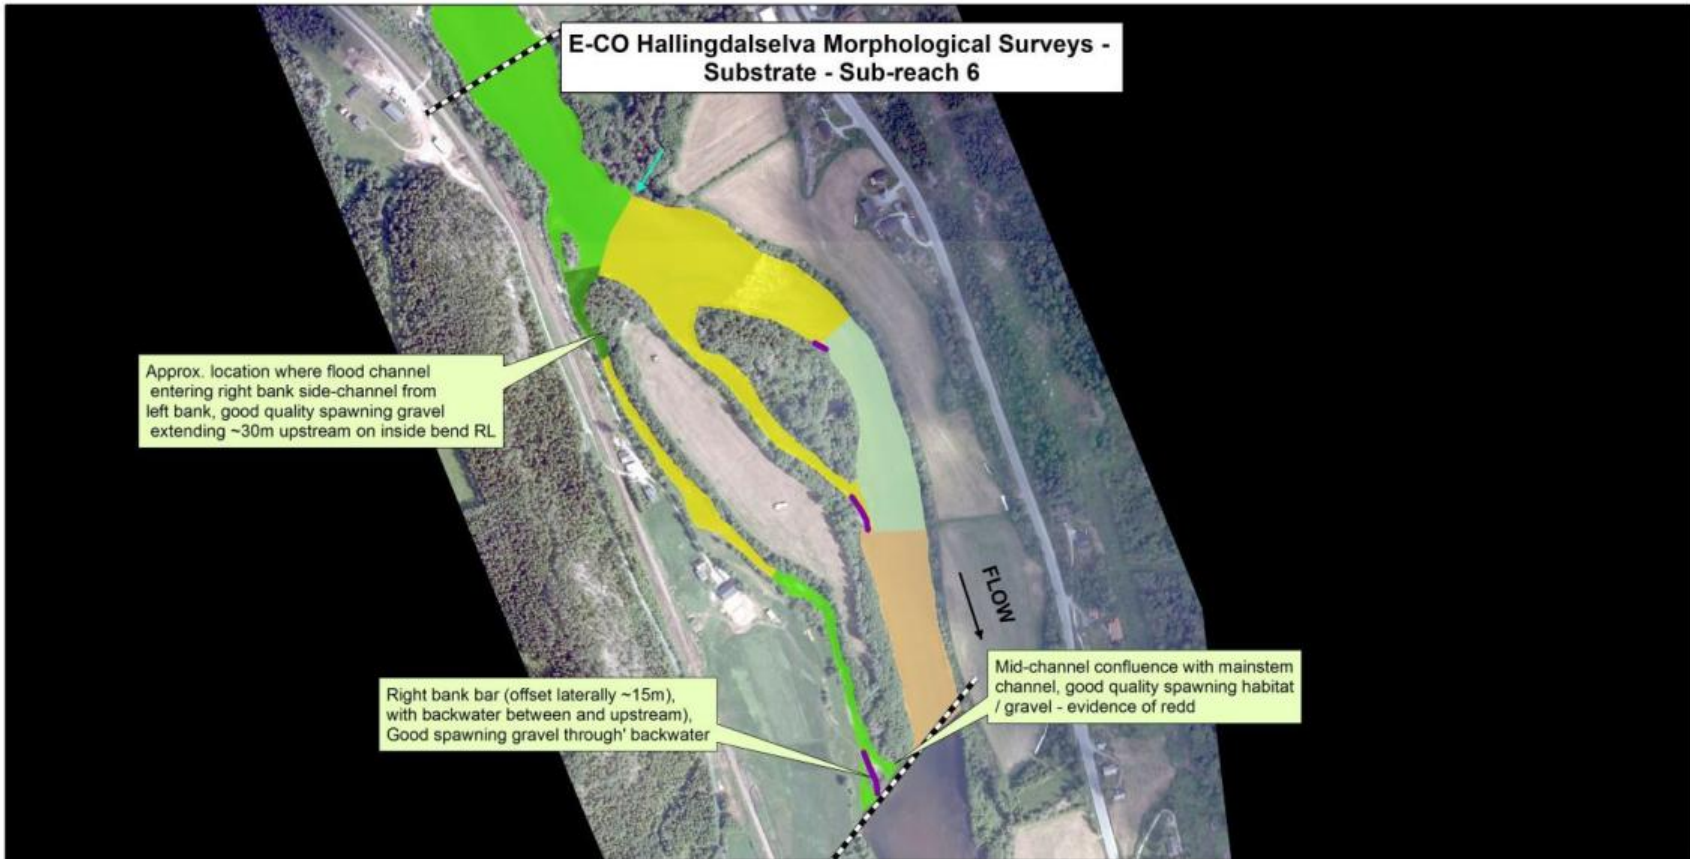 E-CO Hallingdalselva Morphological Surveys -
Substrate - Sub-reach 6
Approx. location where flood channel
entering right bank side-channel from
left bank, good quality spawning gravel
extending ~30m upstream on inside bend RL
FLOW
Mid-channel confluence with mainstem
channel, good quality spawning habitat
/ gravel - evidence of redd
Right bank bar (offset laterally ~15m),
with backwater between and upstream),
Good spawning gravel through' backwater